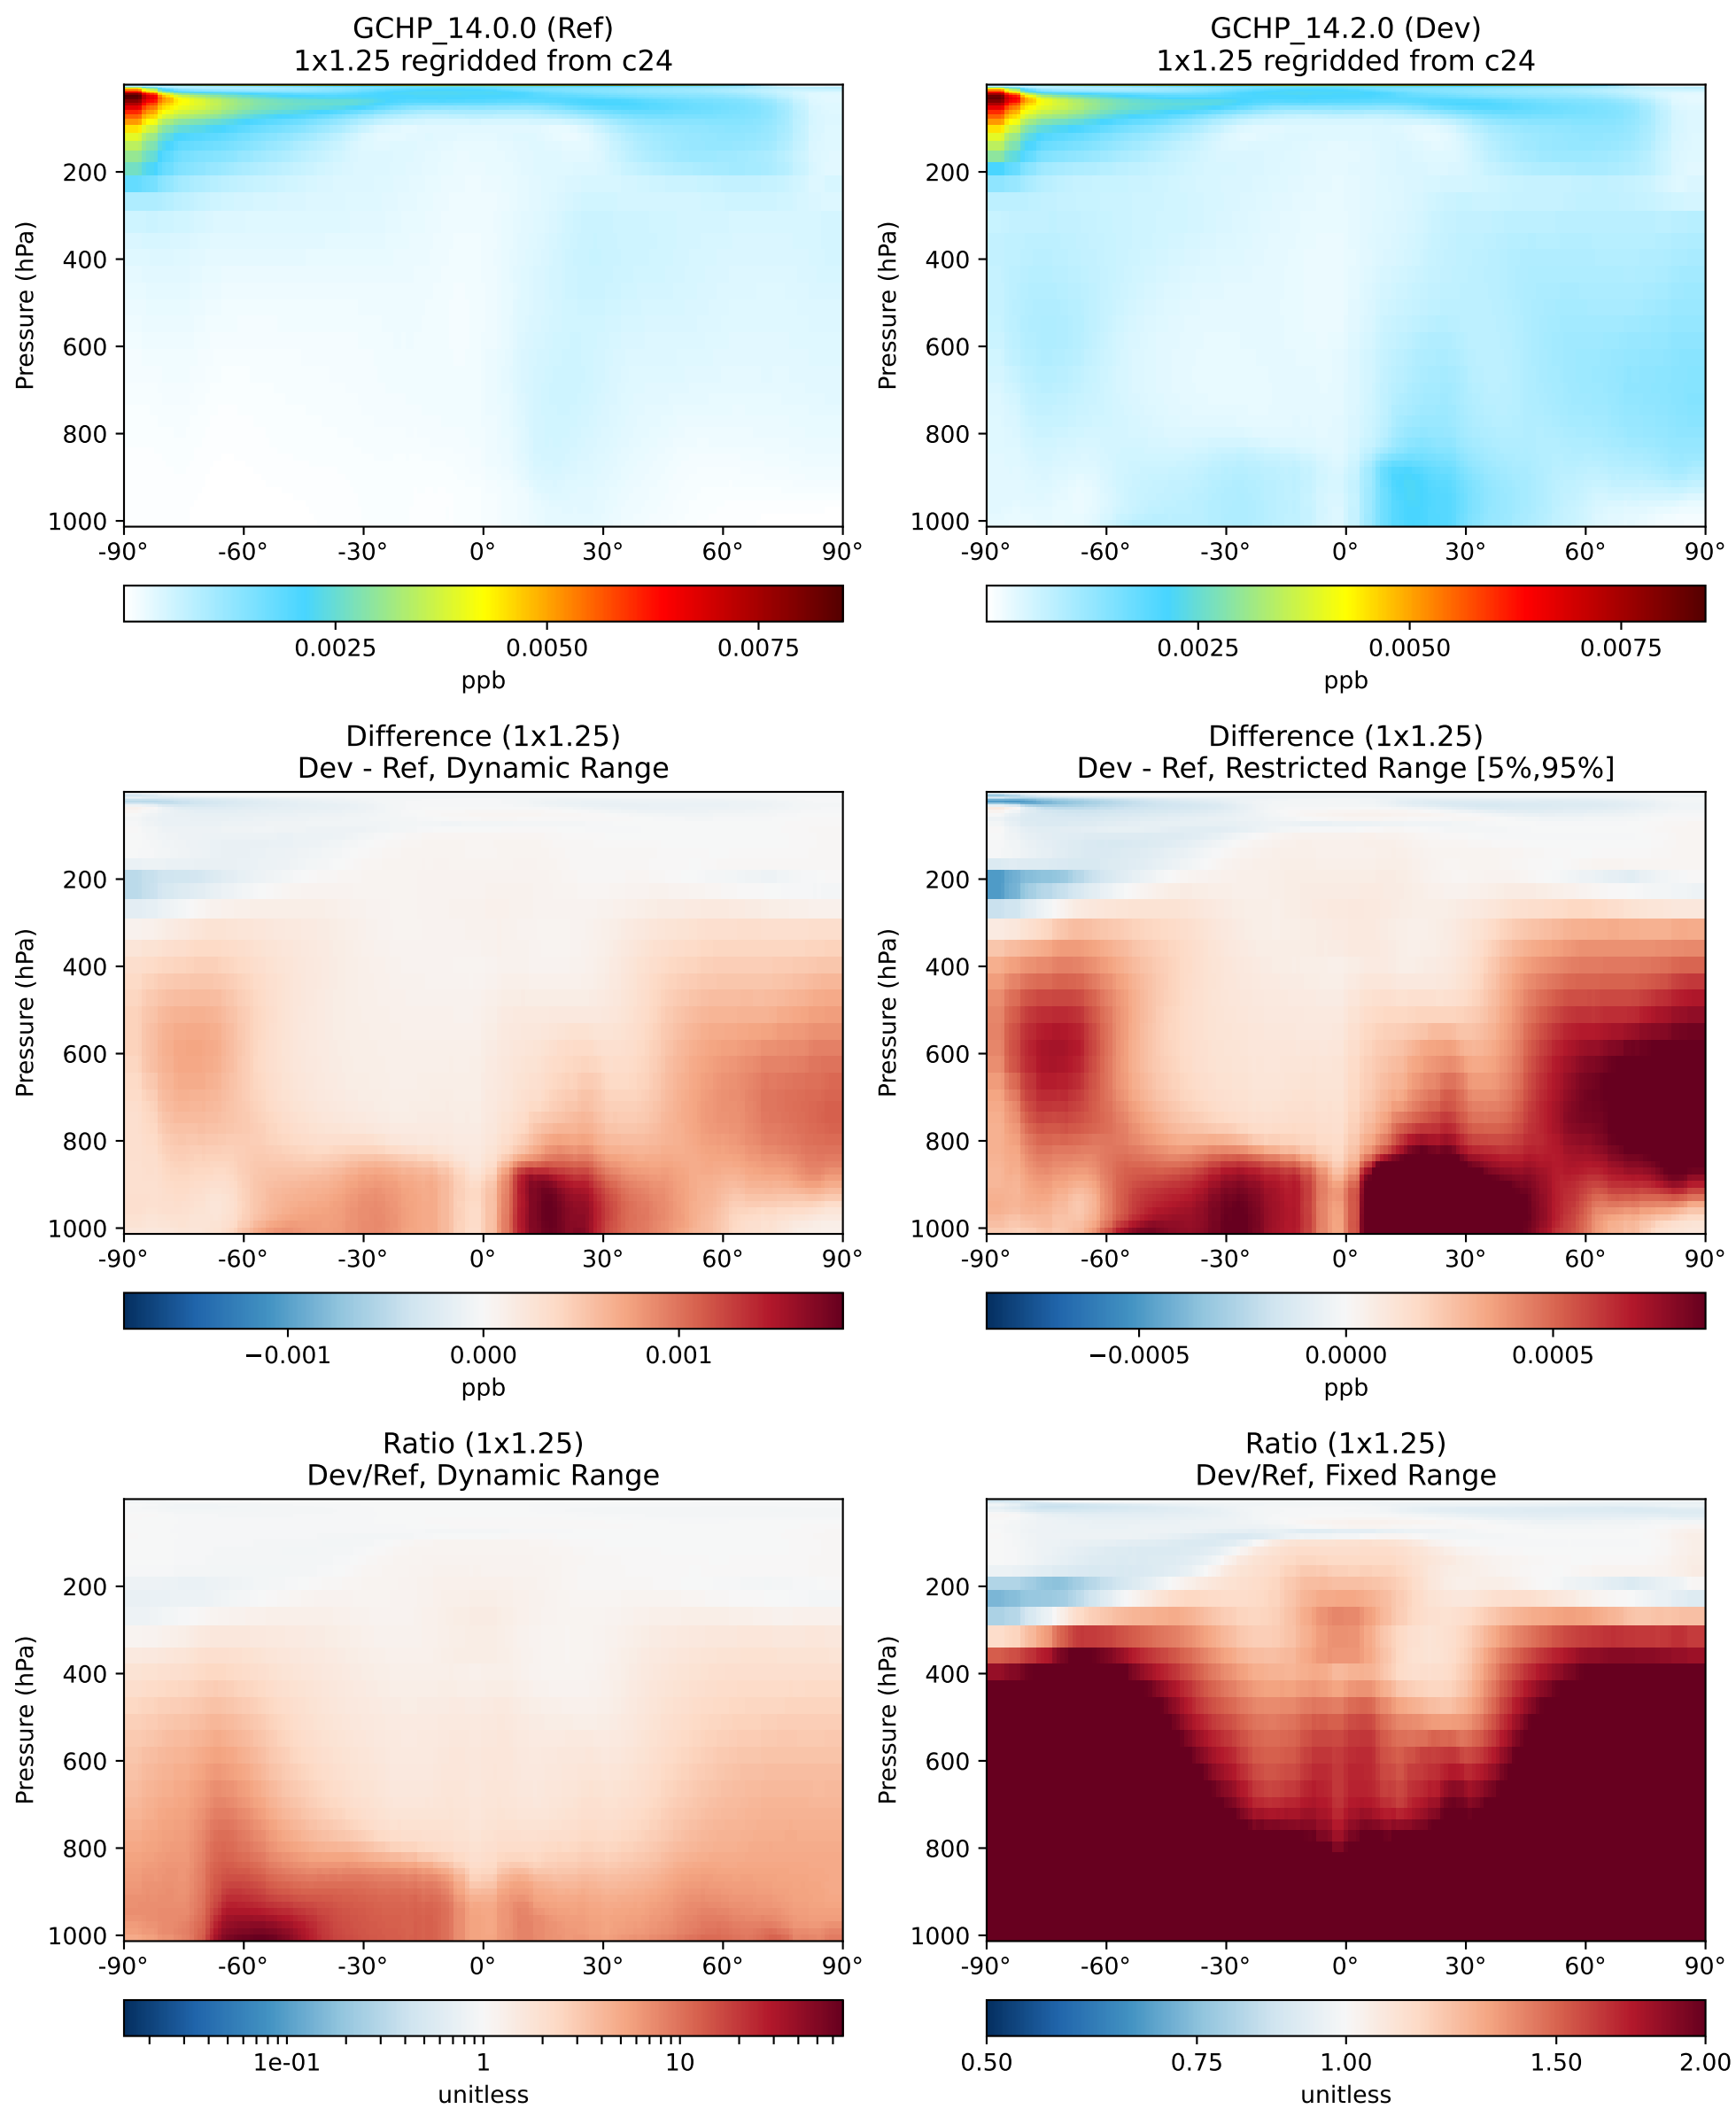 GCHP_14.0.0 (Ref)
1x1.25 regridded from c24
Pressure (hPa)
200
400
600
800
1000
-90° -60° -30° 0° 30° 60° 90°
0.0025 0.0050 0.0075
ppb
GCHP_14.2.0 (Dev)
1x1.25 regridded from c24
Pressure (hPa)
200
400
600
800
1000
-90° -60° -30° 0° 30° 60° 90°
0.0025 0.0050 0.0075
ppb
Difference (1x1.25)
Dev - Ref, Dynamic Range
Pressure (hPa)
200
400
600
800
1000
-90° -60° -30° 0° 30° 60° 90°
−0.001 0.000 0.001
ppb
Difference (1x1.25)
Dev - Ref, Restricted Range [5%,95%]
Pressure (hPa)
200
400
600
800
1000
-90° -60° -30° 0° 30° 60° 90°
−0.0005 0.0000 0.0005
ppb
Ratio (1x1.25)
Dev/Ref, Dynamic Range
Pressure (hPa)
200
400
600
800
1000
-90° -60° -30° 0° 30° 60° 90°
1e-01 1 10
unitless
Ratio (1x1.25)
Dev/Ref, Fixed Range
Pressure (hPa)
200
400
600
800
1000
-90° -60° -30° 0° 30° 60° 90°
0.50 0.75 1.00 1.50 2.00
unitless